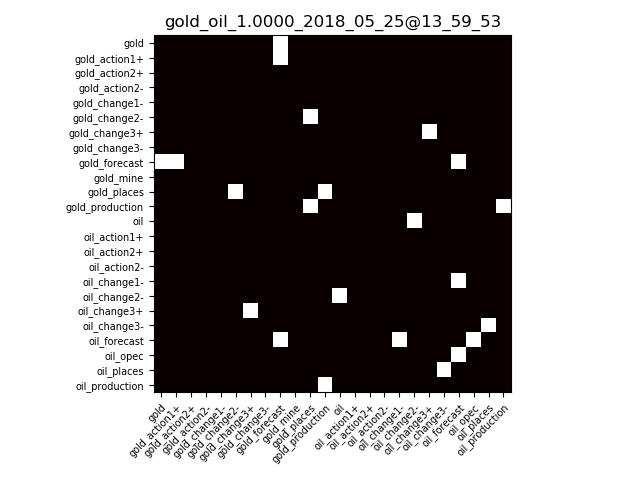 gold_oil_1.0000_2018_05_25@13_59_53
gold
gold_action1+
gold_action2+
gold_action2-
gold_change1-
gold_change2-
gold_change3+
gold_change3-
gold_forecast
gold_mine
gold_places
gold_production
oil
oil_action1+
oil_action2+
oil_action2-
oil_change1-
oil_change2-
oil_change3+
oil_change3-
oil_forecast
oil_opec
oil_places
oil_production
gold
gold_action1+
gold_action2+
gold_action2-
gold_change1-
gold_change2-
gold_change3+
gold_change3-
gold_forecast
gold_mine
gold_places
gold_production
oil
oil_action1+
oil_action2+
oil_action2-
oil_change1-
oil_change2-
oil_change3+
oil_change3-
oil_forecast
oil_opec
oil_places
oil_production